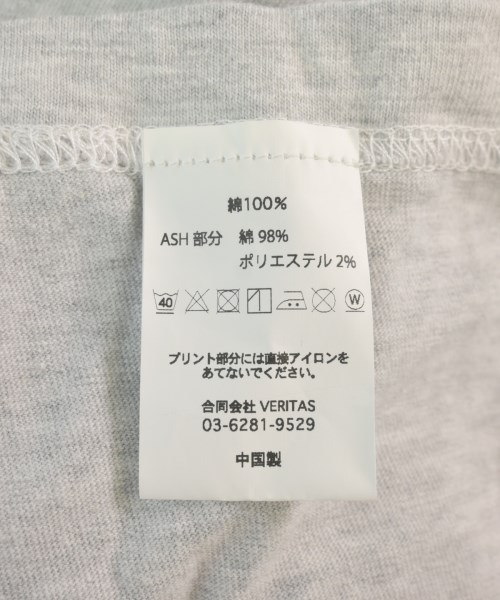 綿100%
ASH 部分 綿 98%
ポリエステル 2%
40 W
プリント部分には直接アイロンを
あてないでください。
合同会社 VERITAS
03-6281-9529
中国製